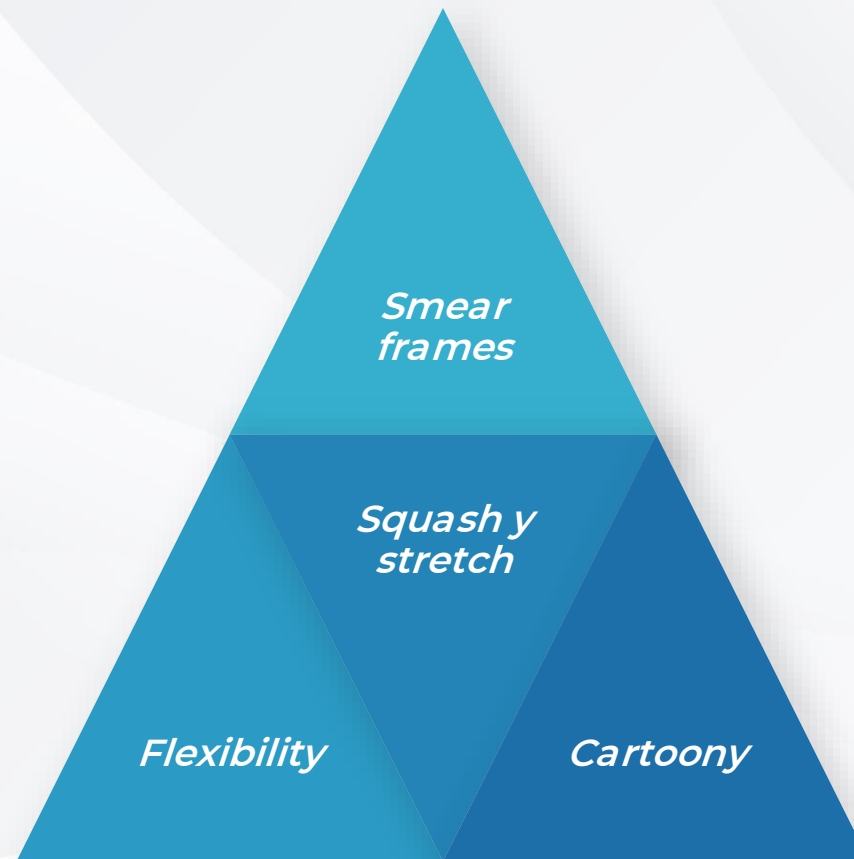 Smear
frames
Squash y
stretch
Flexibility
Cartoony